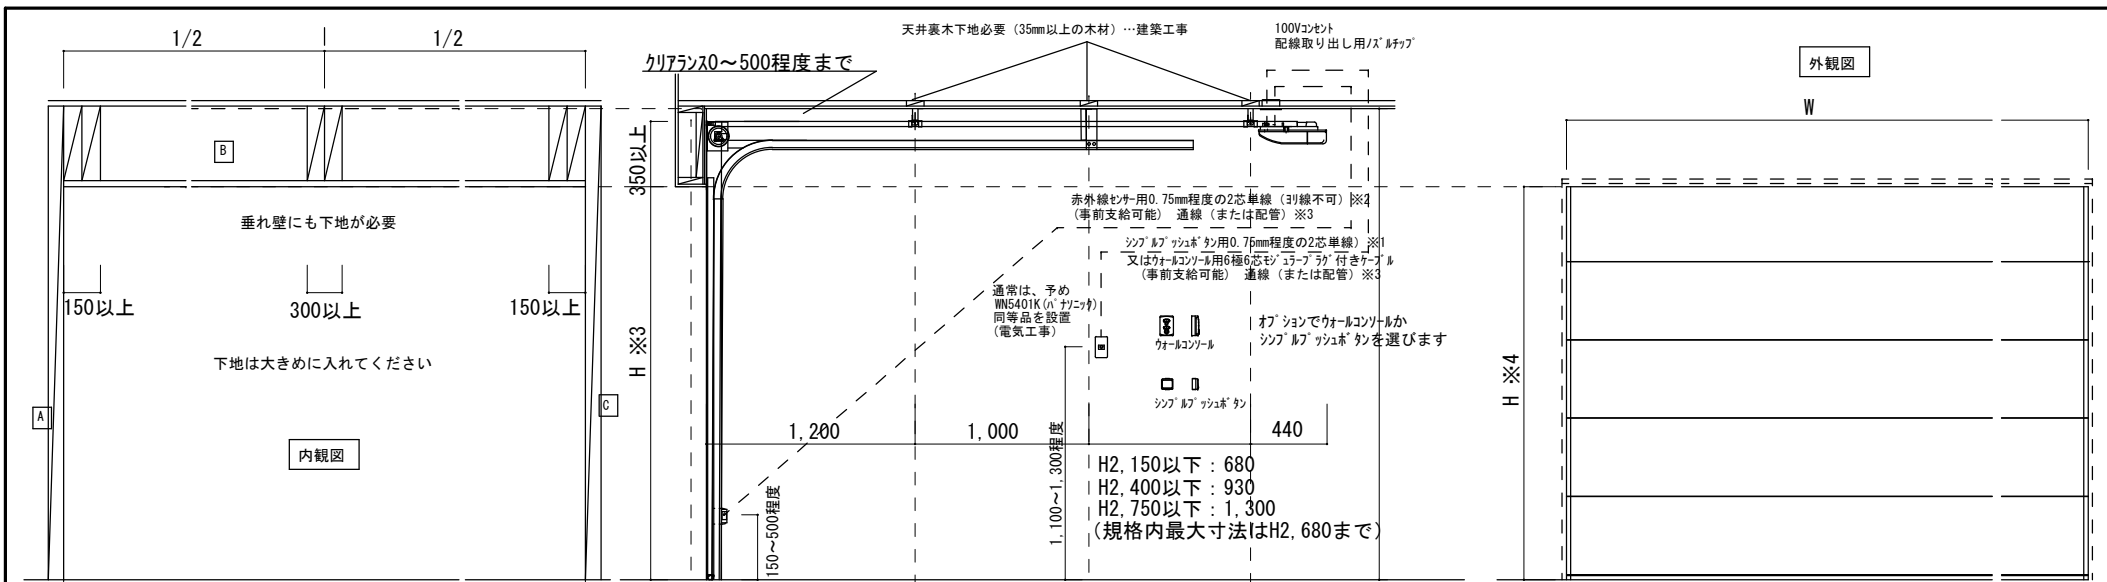 1/2
1/2
B
垂れ壁にも下地が必要
150以上
300以上
150以上
下地は大きめに入れてください
A
C
内観図
天井裏木下地必要（35mm以上の木材）…建築工事
クリアランス0～500程度まで
100Vコンセント
配線取り出し用ノズルチップ
350以上
H ※3
赤外線センサー用0.75mm程度の2芯単線（ヨリ線不可）※2
（事前支給可能） 通線（または配管）※3
シンプルプッシュボタン用0.75mm程度の2芯単線）※1
又はウォールコンソール用6極6芯モジュラープラグ付きケーブル
（事前支給可能） 通線（または配管）※3
通常は、予め
WN5401K(パナソニック)
同等品を設置
(電気工事)
ウォールコンソール
オプションでウォールコンソールか
シンプルプッシュボタンを選びます
シンプルプッシュボタン
1,200
1,000
440
1,100～1,300程度
150～500程度
H2,150以下：680
H2,400以下：930
H2,750以下：1,300
(規格内最大寸法はH2,680まで)
外観図
W
H ※4